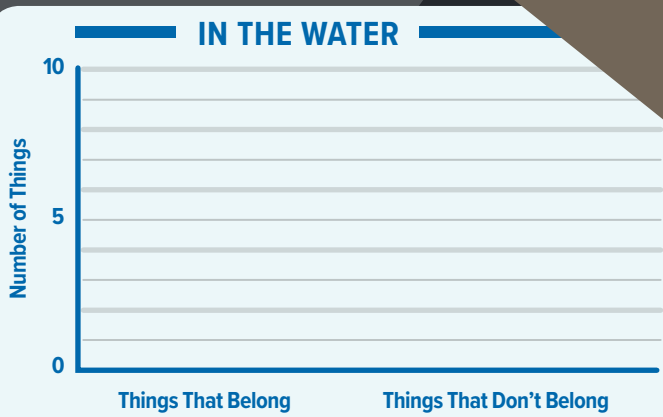 IN THE WATER
10
Number of Things
5
0
Things That Belong
Things That Don't Belong